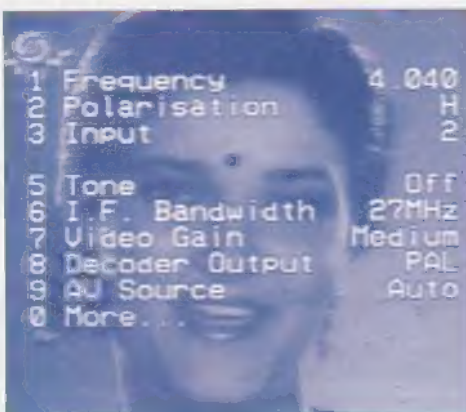 1 Frequency 4.040
2 Polarisation H
3 Input 2
5 Tone Off
6 I.F. Bandwidth 27MHz
7 Video Gain Medium
8 Decoder Output PAL
9 AV Source Auto
0 More...